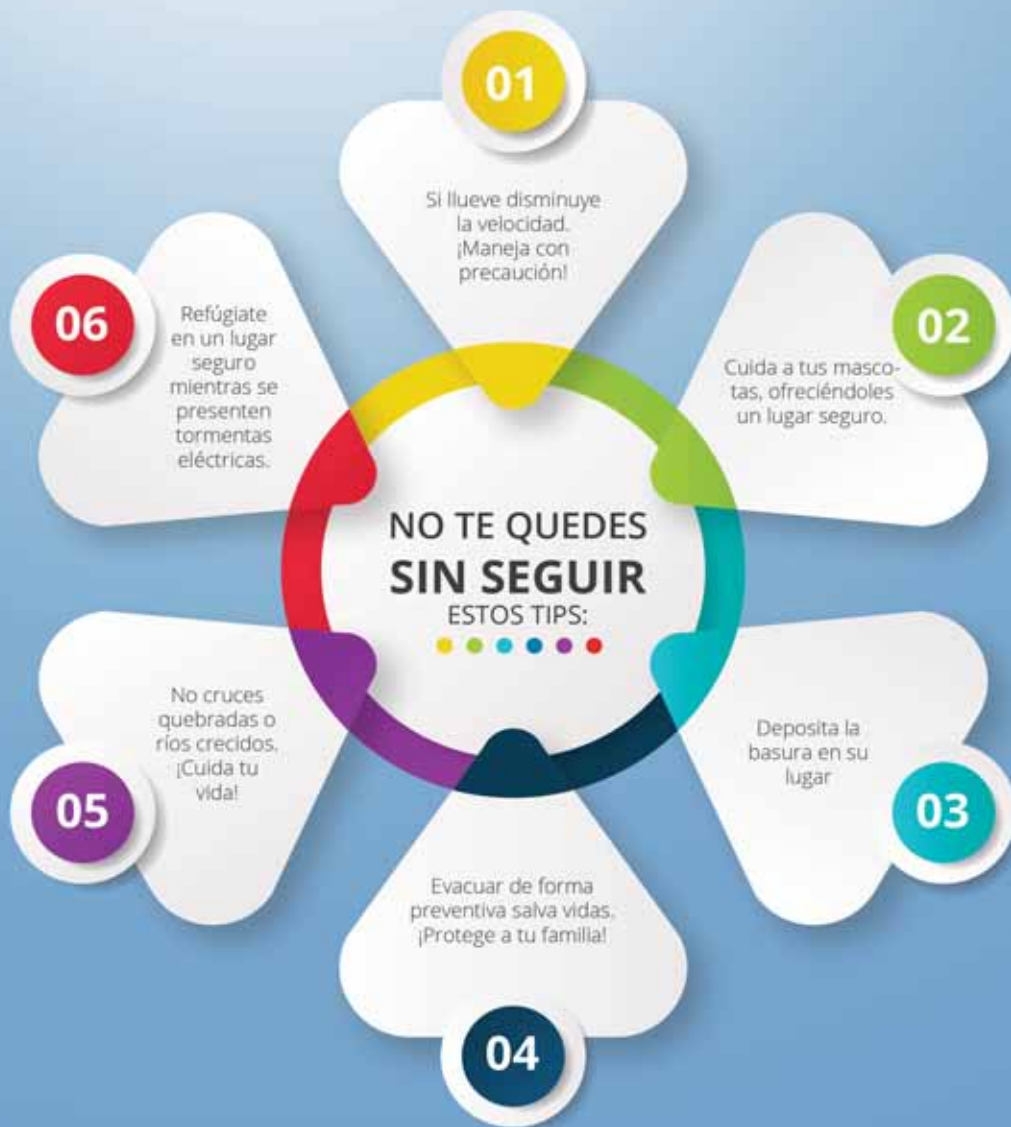 NO TE QUEDES
SIN SEGUIR
ESTOS TIPS:
01
Si llueve disminuye
la velocidad.
¡Maneja con
precaución!
02
Cuida a tus masco-
tas, ofreciéndoles
un lugar seguro.
03
Deposita la
basura en su
lugar
04
Evacuar de forma
preventiva salva vidas.
¡Protege a tu familia!
05
No cruces
quebradas o
ríos crecidos.
¡Cuida tu
vida!
06
Refúgiate
en un lugar
seguro
mientras se
presenten
tormentas
eléctricas.